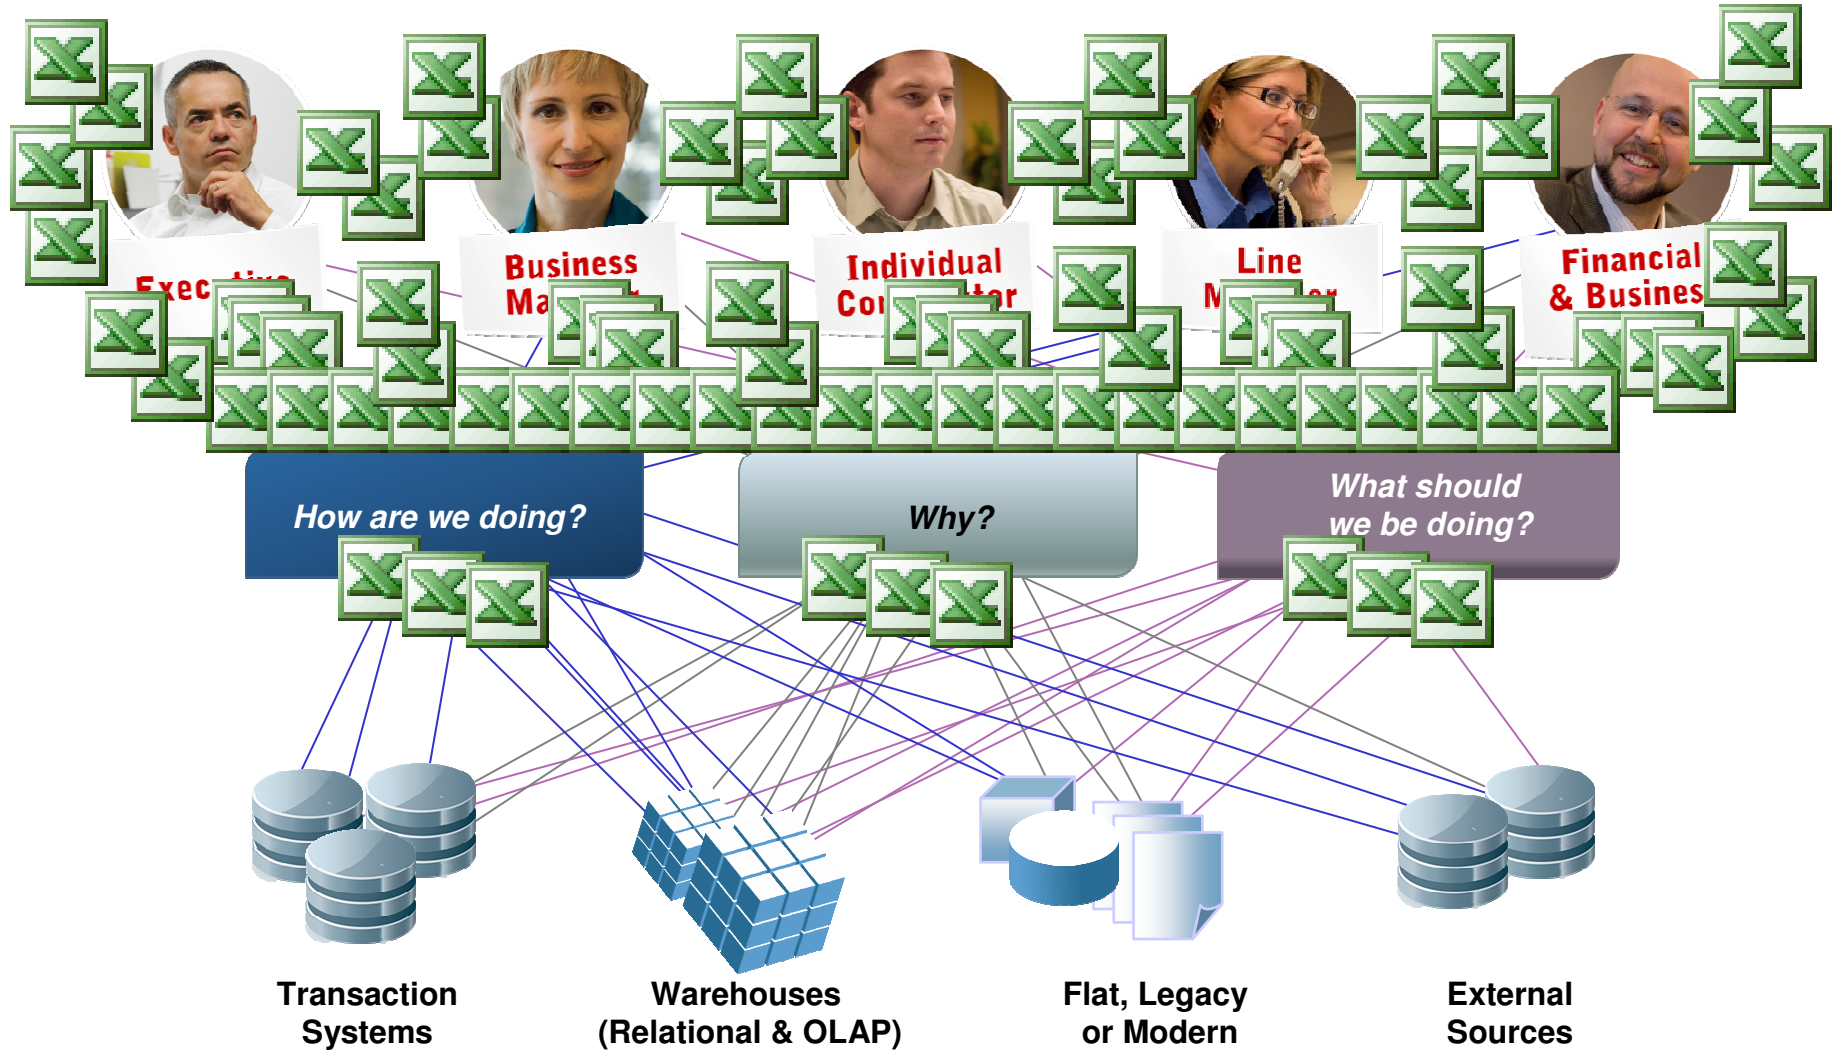 Business
Individual
Line
Financial
& Busines
How are we doing?
Why?
What should
we be doing?
Transaction
Systems
Warehouses
(Relational & OLAP)
Flat, Legacy
or Modern
External
Sources